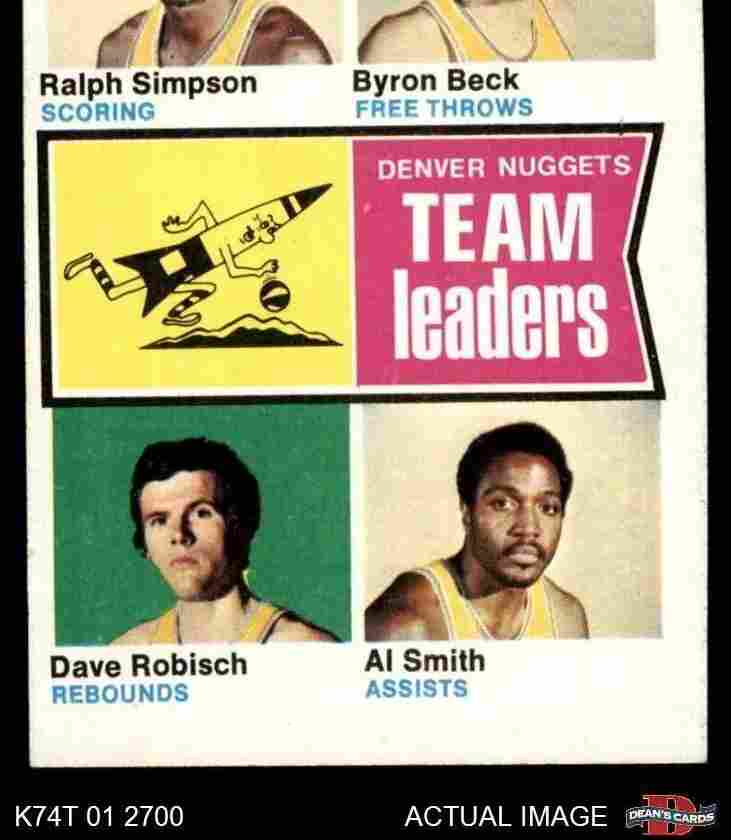 Ralph Simpson Byron Beck
SCORING FREE THROWS
DENVER NUGGETS
TEAM
leaders
Dave Robisch Al Smith
REBOUNDS ASSISTS
K74T 01 2700 ACTUAL IMAGE DEAN'S CARDS